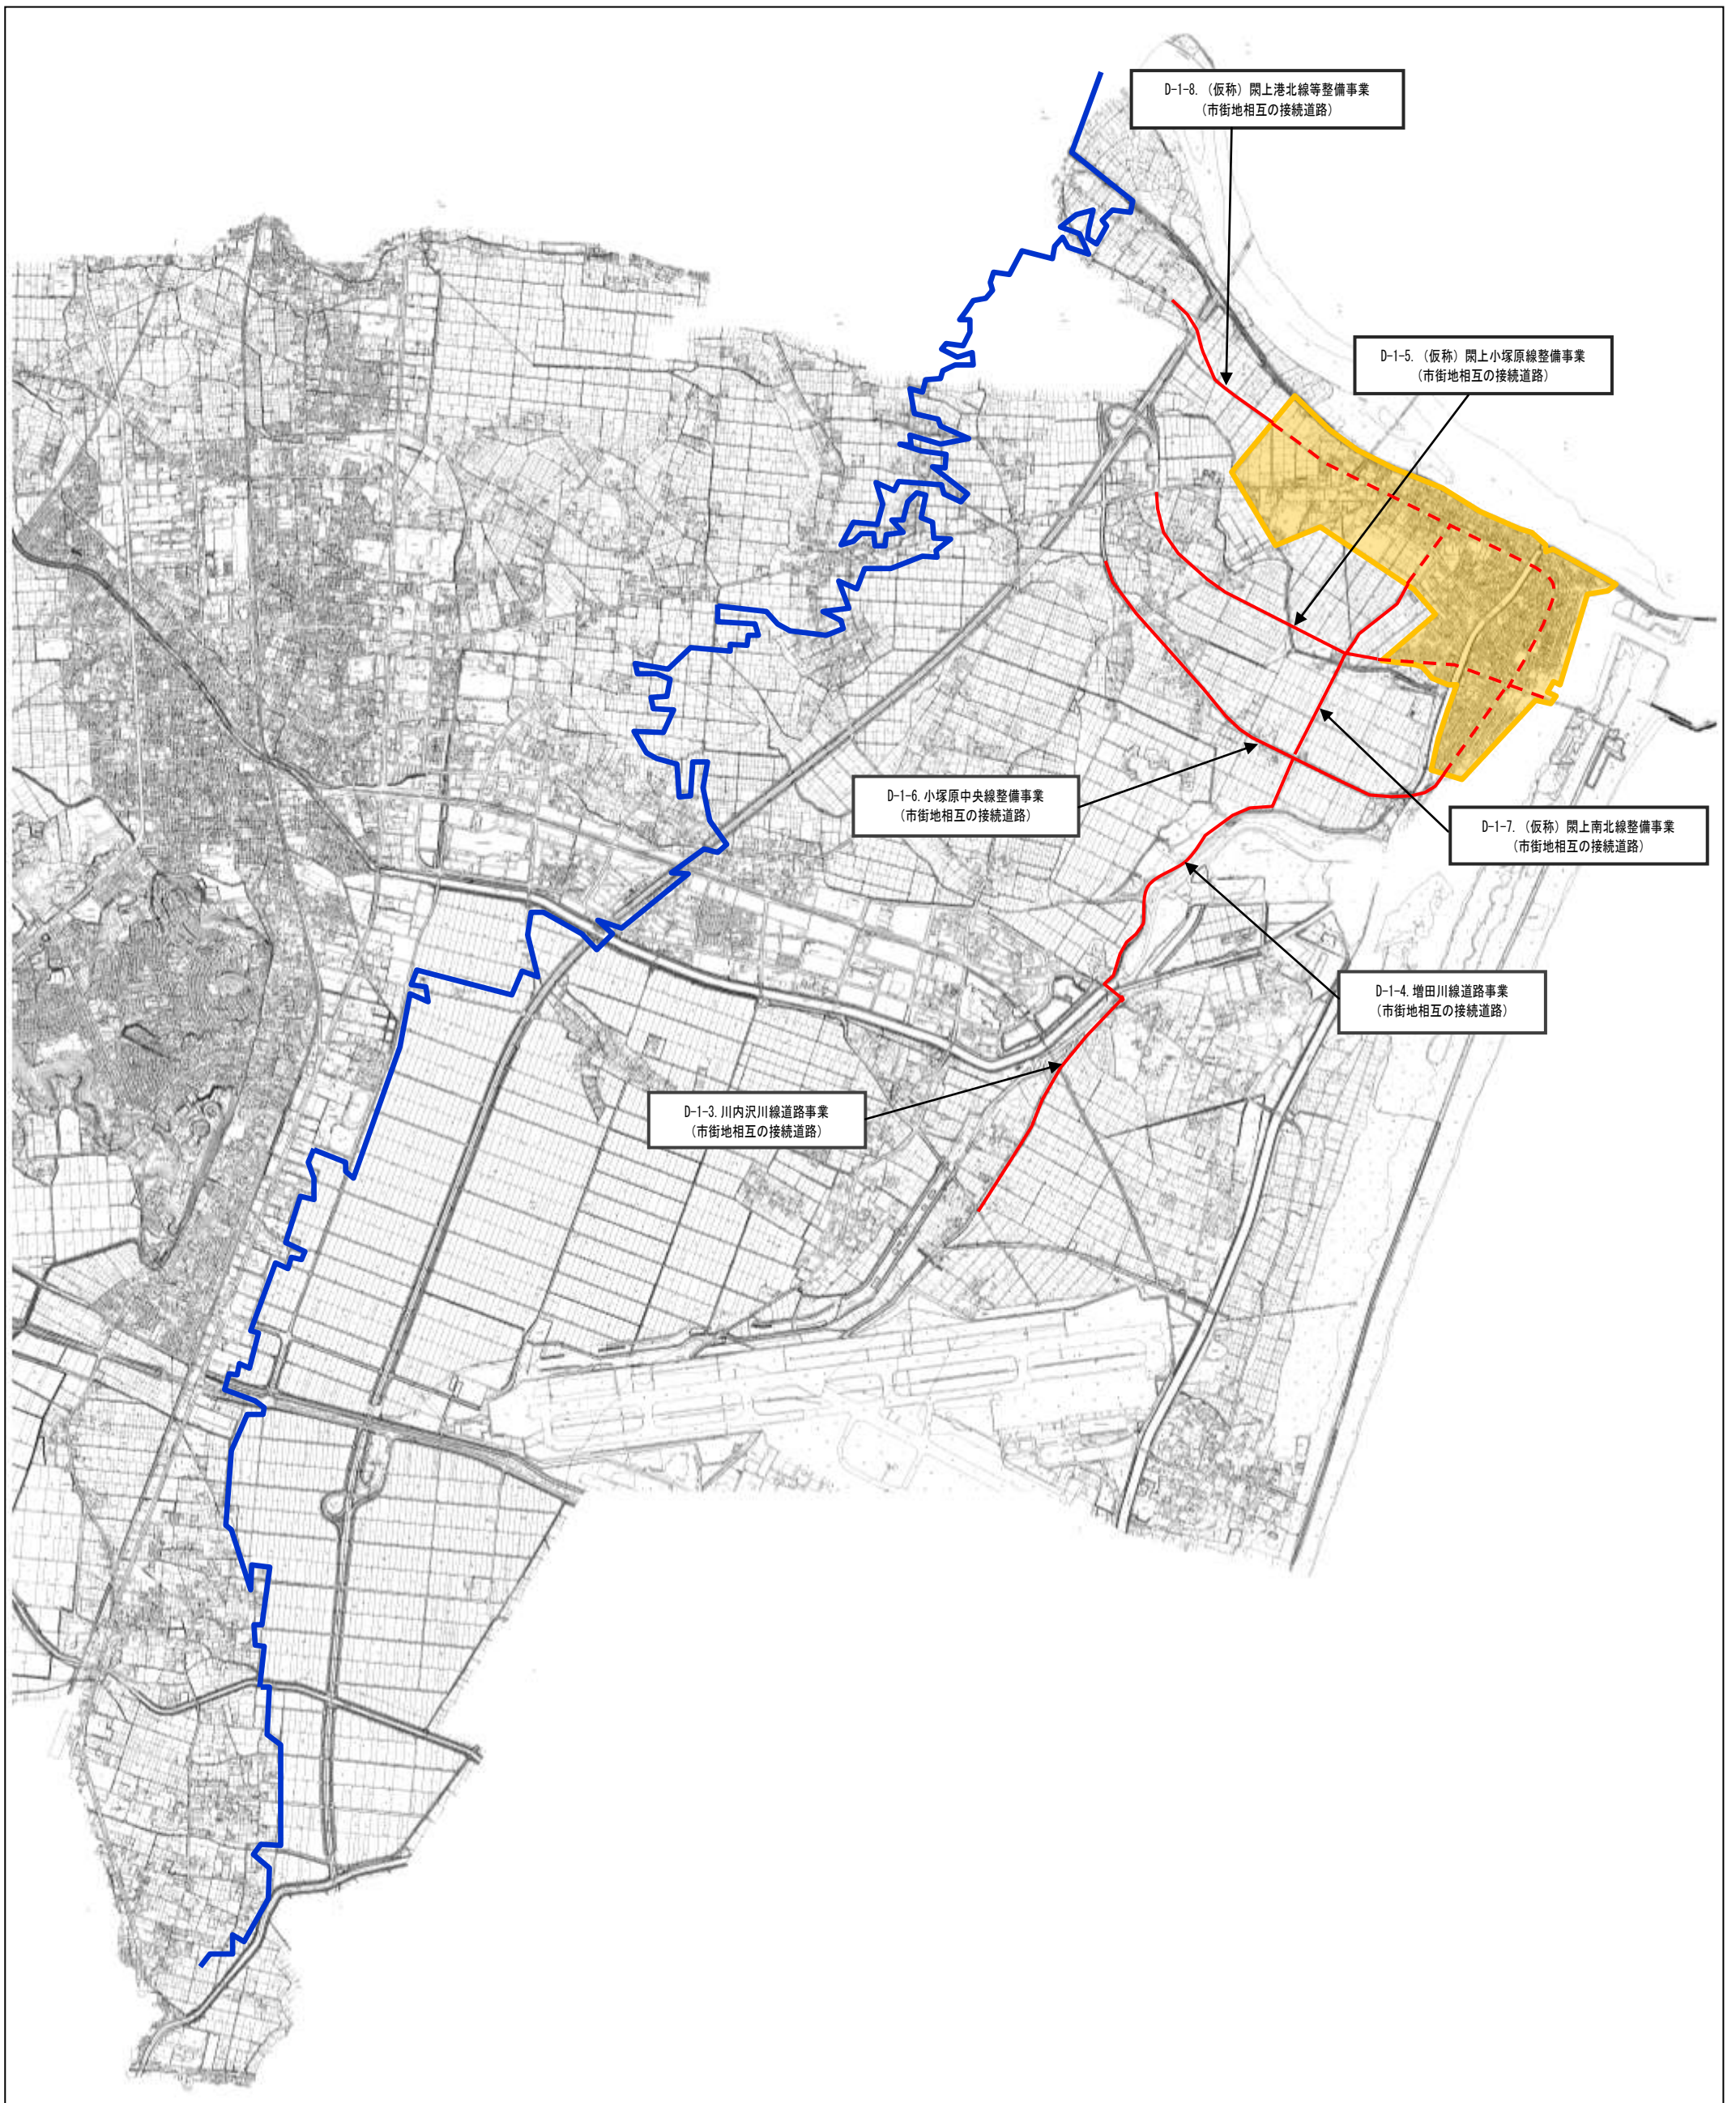 D-1-8.（仮称）閖上港北線等整備事業
（市街地相互の接続道路）
D-1-5.（仮称）閖上小塚原線整備事業
（市街地相互の接続道路）
D-1-6.小塚原中央線整備事業
（市街地相互の接続道路）
D-1-7.（仮称）閖上南北線整備事業
（市街地相互の接続道路）
D-1-4.増田川線道路事業
（市街地相互の接続道路）
D-1-3.川内沢川線道路事業
（市街地相互の接続道路）